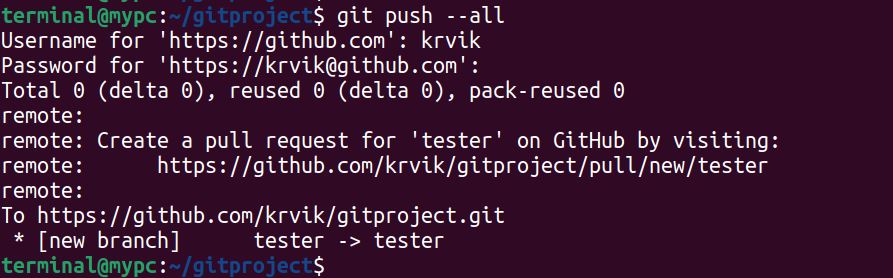 terminal@mypc:~/gitproject$ git push --all
Username for 'https://github.com': krvik
Password for 'https://krvik@github.com':
Total 0 (delta 0), reused 0 (delta 0), pack-reused 0
remote:
remote: Create a pull request for 'tester' on GitHub by visiting:
remote:      https://github.com/krvik/gitproject/pull/new/tester
remote:
To https://github.com/krvik/gitproject.git
 * [new branch]      tester -> tester
terminal@mypc:~/gitproject$